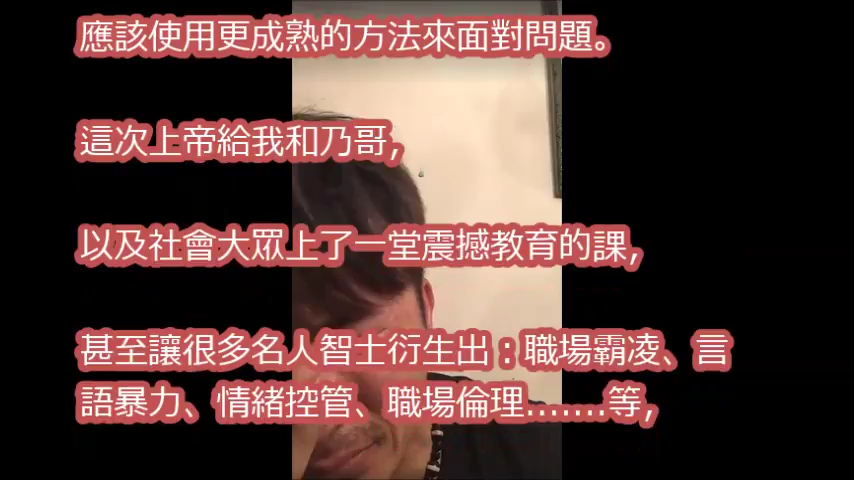 應該使用更成熟的方法來面對問題。
這次上帝給我和乃哥，
以及社會大眾上了一堂震撼教育的課，
甚至讓很多名人智士衍生出：職場霸凌、言
語暴力、情緒控管、職場倫理.......等，